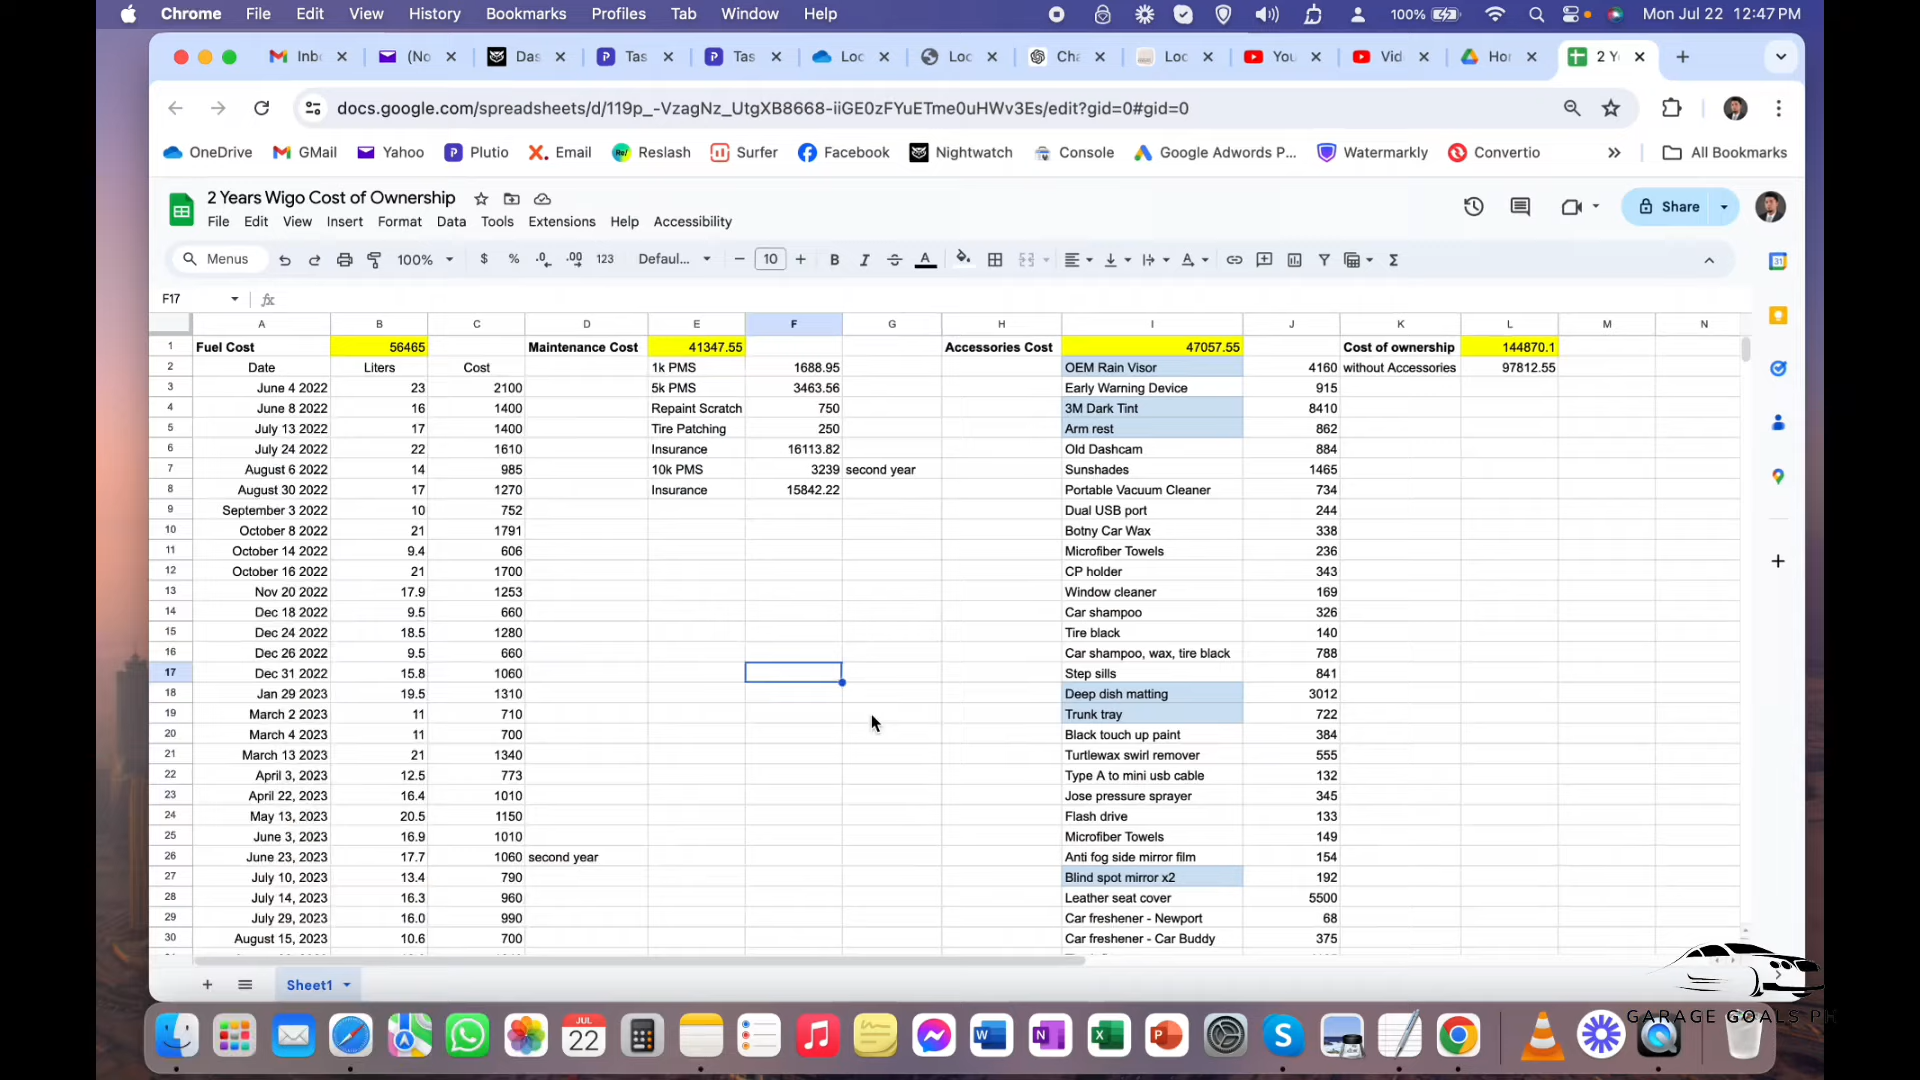 Chrome File Edit View History Bookmarks Profiles Tab Window Help 100% Mon Jul 22 12:47 PM
Inb (No Das Tas Tas Loc Loc Cha Loc You Vid Hor 2 Y
docs.google.com/spreadsheets/d/119p_-VzagNz_UtgXB8668-iiGE0zFYuETme0uHWv3Es/edit?gid=0#gid=0
OneDrive GMail Yahoo Plutio Email Reslash Surfer Facebook Nightwatch Console Google Adwords P... Watermarkly Convertio » All Bookmarks
2 Years Wigo Cost of Ownership
File Edit View Insert Format Data Tools Extensions Help Accessibility
Share
Menus 100% $ % .0 .00 123 Defaul... − 10 + B I S A Σ
F17 fx
A B C D E F G H I J K L M N
1 Fuel Cost 56465 Maintenance Cost 41347.55 Accessories Cost 47057.55 Cost of ownership 144870.1
2 Date Liters Cost 1k PMS 1688.95 OEM Rain Visor 4160 without Accessories 97812.55
3 June 4 2022 23 2100 5k PMS 3463.56 Early Warning Device 915
4 June 8 2022 16 1400 Repaint Scratch 750 3M Dark Tint 8410
5 July 13 2022 17 1400 Tire Patching 250 Arm rest 862
6 July 24 2022 22 1610 Insurance 16113.82 Old Dashcam 884
7 August 6 2022 14 985 10k PMS 3239 second year Sunshades 1465
8 August 30 2022 17 1270 Insurance 15842.22 Portable Vacuum Cleaner 734
9 September 3 2022 10 752 Dual USB port 244
10 October 8 2022 21 1791 Botny Car Wax 338
11 October 14 2022 9.4 606 Microfiber Towels 236
12 October 16 2022 21 1700 CP holder 343
13 Nov 20 2022 17.9 1253 Window cleaner 169
14 Dec 18 2022 9.5 660 Car shampoo 326
15 Dec 24 2022 18.5 1280 Tire black 140
16 Dec 26 2022 9.5 660 Car shampoo, wax, tire black 788
17 Dec 31 2022 15.8 1060 Step sills 841
18 Jan 29 2023 19.5 1310 Deep dish matting 3012
19 March 2 2023 11 710 Trunk tray 722
20 March 4 2023 11 700 Black touch up paint 384
21 March 13 2023 21 1340 Turtlewax swirl remover 555
22 April 3, 2023 12.5 773 Type A to mini usb cable 132
23 April 22, 2023 16.4 1010 Jose pressure sprayer 345
24 May 13, 2023 20.5 1150 Flash drive 133
25 June 3, 2023 16.9 1010 Microfiber Towels 149
26 June 23, 2023 17.7 1060 second year Anti fog side mirror film 154
27 July 10, 2023 13.4 790 Blind spot mirror x2 192
28 July 14, 2023 16.3 960 Leather seat cover 5500
29 July 29, 2023 16.0 990 Car freshener - Newport 68
30 August 15, 2023 10.6 700 Car freshener - Car Buddy 375
+ Sheet1
JUL
22
GARAGE GOALS PH